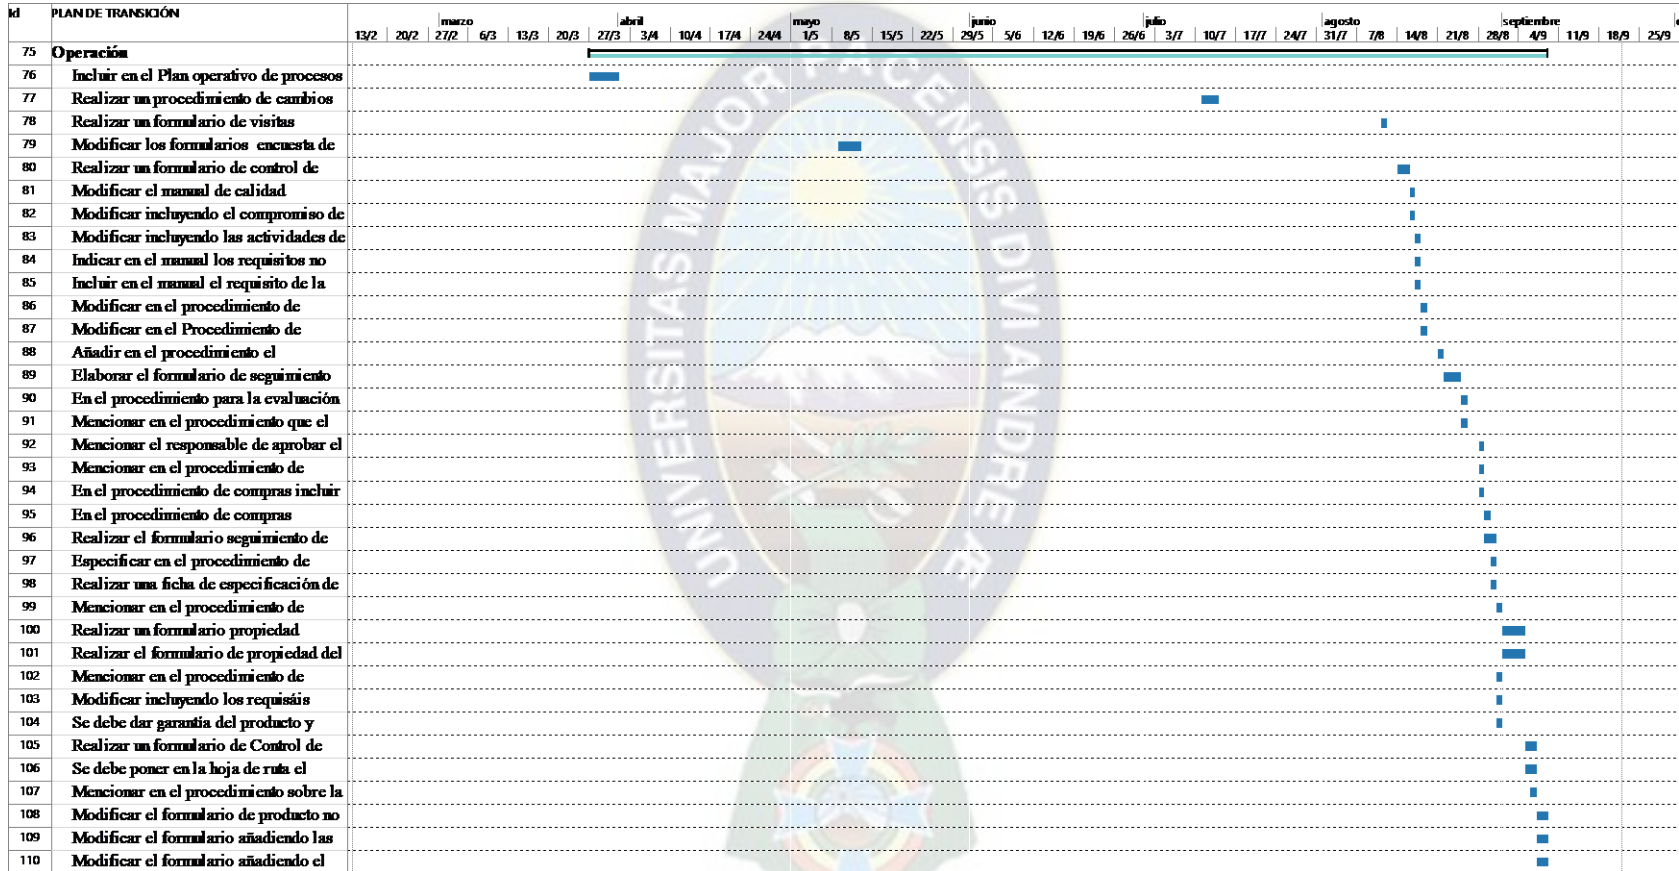 id PLAN DE TRANSICIÓN marzo abril mayo junio julio agosto septiembre
13/2 20/2 27/2 6/3 13/3 20/3 27/3 3/4 10/4 17/4 24/4 1/5 8/5 15/5 22/5 29/5 5/6 12/6 19/6 26/6 3/7 10/7 17/7 24/7 31/7 7/8 14/8 21/8 28/8 4/9 11/9 18/9 25/9
75 Operación
76 Incluir en el Plan operativo de procesos
77 Realizar un procedimiento de cambios
78 Realizar un formulario de visitas
79 Modificar los formularios encuesta de
80 Realizar un formulario de control de
81 Modificar el manual de calidad
82 Modificar incluyendo el compromiso de
83 Modificar incluyendo las actividades de
84 Indicar en el manual los requisitos no
85 Incluir en el manual el requisito de la
86 Modificar en el procedimiento de
87 Modificar en el Procedimiento de
88 Añadir en el procedimiento el
89 Elaborar el formulario de seguimiento
90 En el procedimiento para la evaluación
91 Mencionar en el procedimiento que el
92 Mencionar el responsable de aprobar el
93 Mencionar en el procedimiento de
94 En el procedimiento de compras incluir
95 En el procedimiento de compras
96 Realizar el formulario seguimiento de
97 Especificar en el procedimiento de
98 Realizar una ficha de especificación de
99 Mencionar en el procedimiento de
100 Realizar un formulario propiedad
101 Realizar el formulario de propiedad del
102 Mencionar en el procedimiento de
103 Modificar incluyendo los requisáis
104 Se debe dar garantía del producto y
105 Realizar un formulario de Control de
106 Se debe poner en la hoja de ruta el
107 Mencionar en el procedimiento sobre la
108 Modificar el formulario de producto no
109 Modificar el formulario añadiendo las
110 Modificar el formulario añadiendo el
UNIVERSITAS MAJOR PACENSIS DIVI ANDREÆ